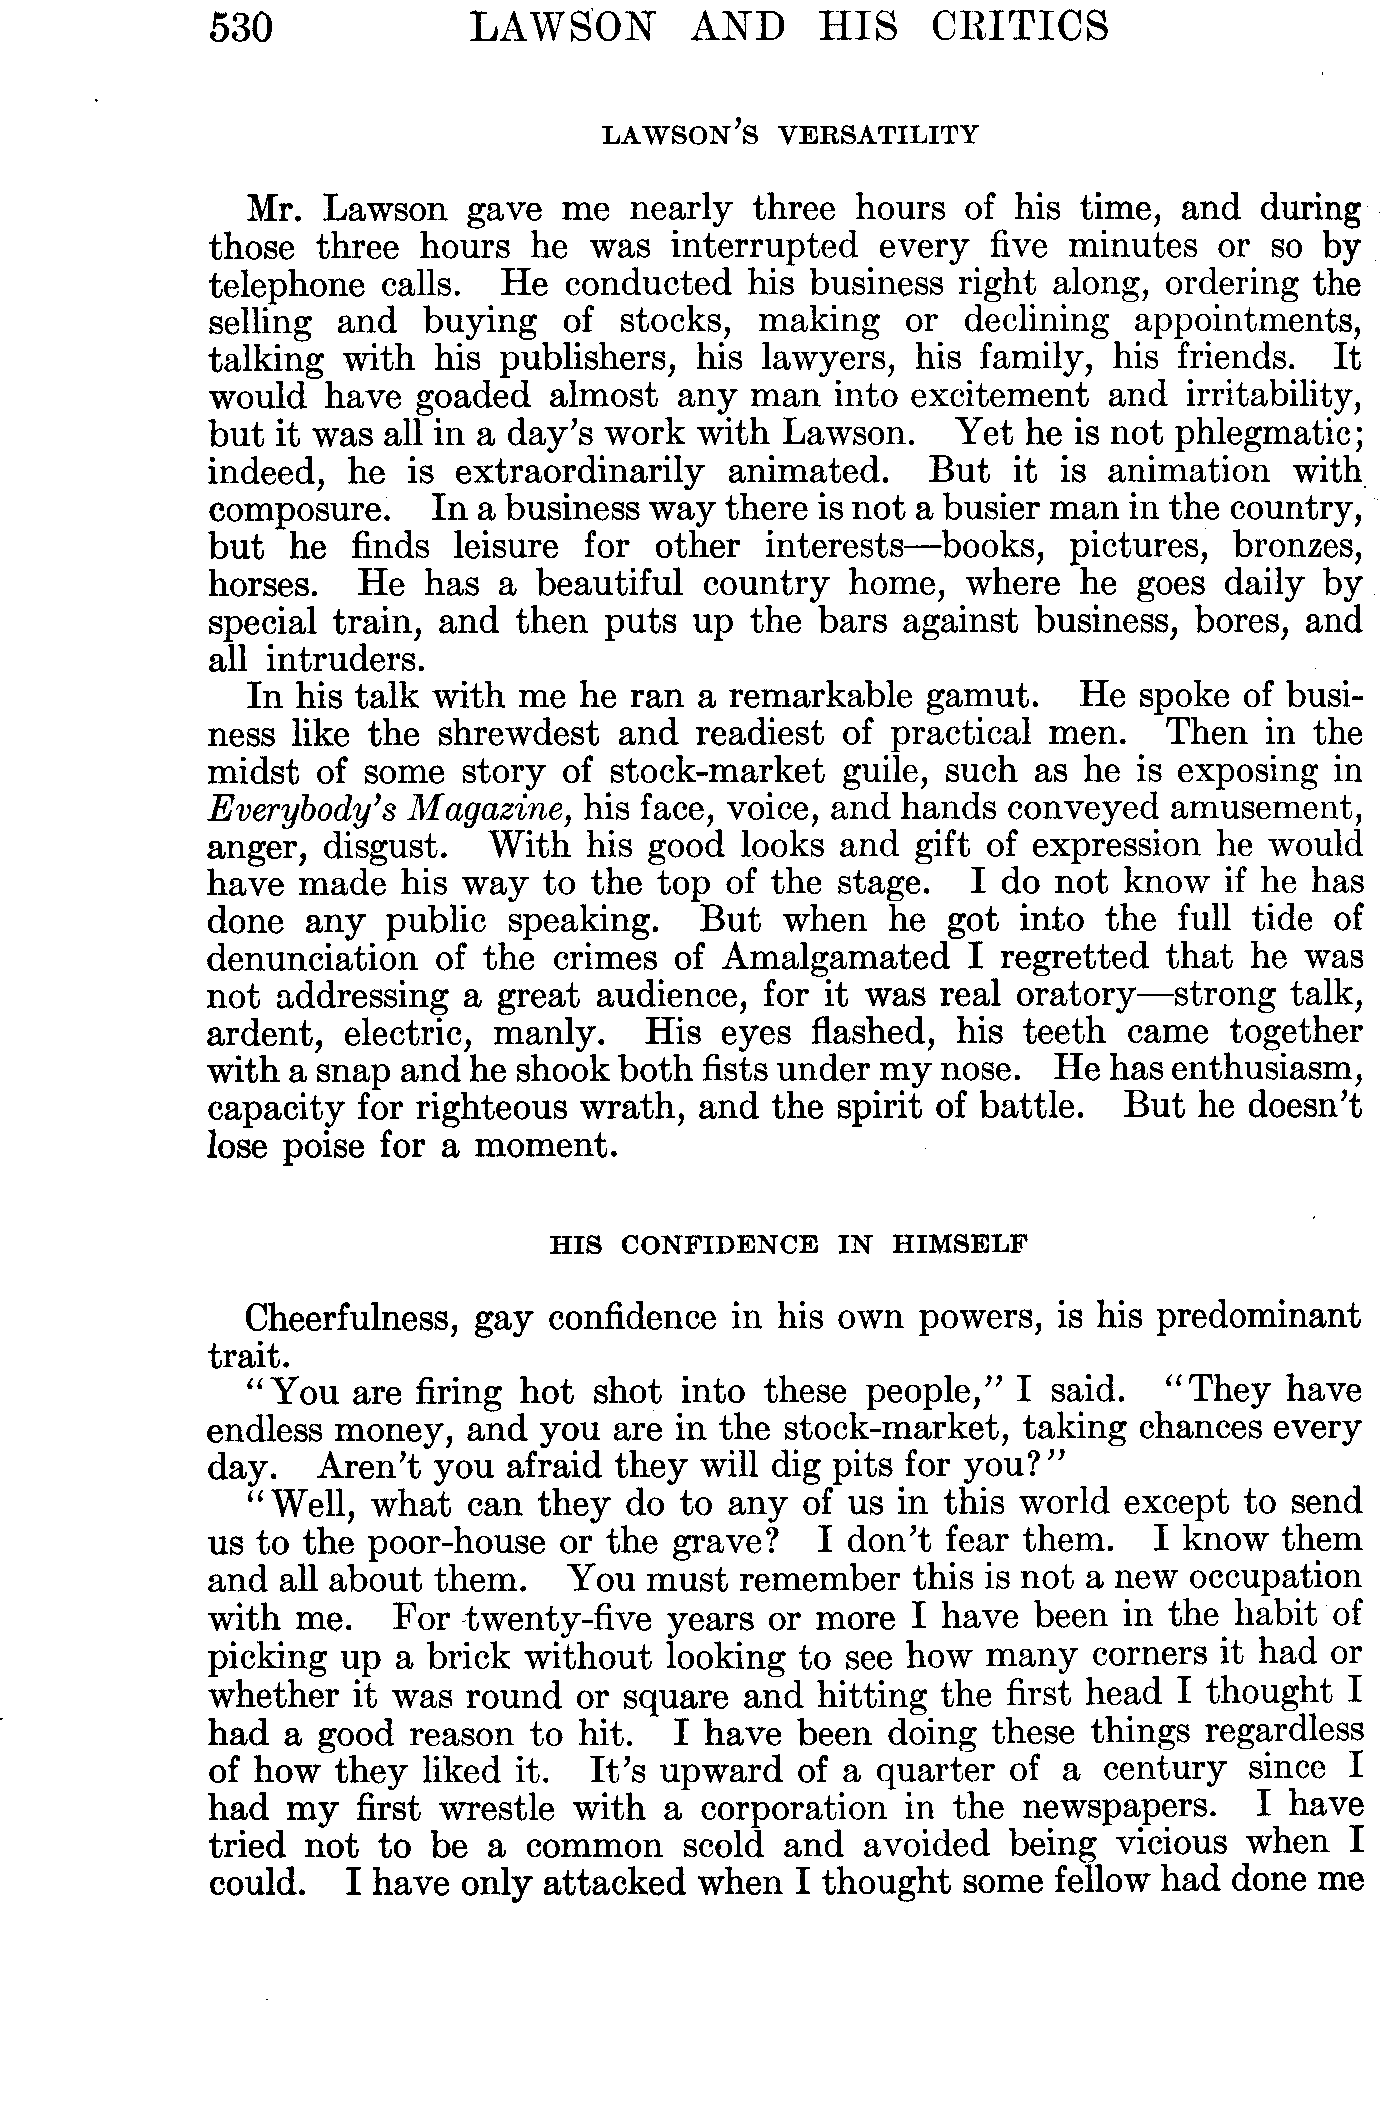 530 LAWSON AND HIS CRITICS
LAWSON'S VERSATILITY
Mr. Lawson gave me nearly three hours of his time, and during
those three hours he was interrupted every five minutes or so by
telephone calls. He conducted his business right along, ordering the
selling and buying of stocks, making or declining appointments,
talking with his publishers, his lawyers, his family, his friends. It
would have goaded almost any man into excitement and irritability,
but it was all in a day's work with Lawson. Yet he is not phlegmatic;
indeed, he is extraordinarily animated. But it is animation with
composure. In a business way there is not a busier man in the country,
but he finds leisure for other interests—books, pictures, bronzes,
horses. He has a beautiful country home, where he goes daily by
special train, and then puts up the bars against business, bores, and
all intruders.
In his talk with me he ran a remarkable gamut. He spoke of busi-
ness like the shrewdest and readiest of practical men. Then in the
midst of some story of stock-market guile, such as he is exposing in
Everybody's Magazine, his face, voice, and hands conveyed amusement,
anger, disgust. With his good looks and gift of expression he would
have made his way to the top of the stage. I do not know if he has
done any public speaking. But when he got into the full tide of
denunciation of the crimes of Amalgamated I regretted that he was
not addressing a great audience, for it was real oratory—strong talk,
ardent, electric, manly. His eyes flashed, his teeth came together
with a snap and he shook both fists under my nose. He has enthusiasm,
capacity for righteous wrath, and the spirit of battle. But he doesn't
lose poise for a moment.
HIS CONFIDENCE IN HIMSELF
Cheerfulness, gay confidence in his own powers, is his predominant
trait.
"You are firing hot shot into these people," I said. "They have
endless money, and you are in the stock-market, taking chances every
day. Aren't you afraid they will dig pits for you?"
"Well, what can they do to any of us in this world except to send
us to the poor-house or the grave? I don't fear them. I know them
and all about them. You must remember this is not a new occupation
with me. For twenty-five years or more I have been in the habit of
picking up a brick without looking to see how many corners it had or
whether it was round or square and hitting the first head I thought I
had a good reason to hit. I have been doing these things regardless
of how they liked it. It's upward of a quarter of a century since I
had my first wrestle with a corporation in the newspapers. I have
tried not to be a common scold and avoided being vicious when I
could. I have only attacked when I thought some fellow had done me